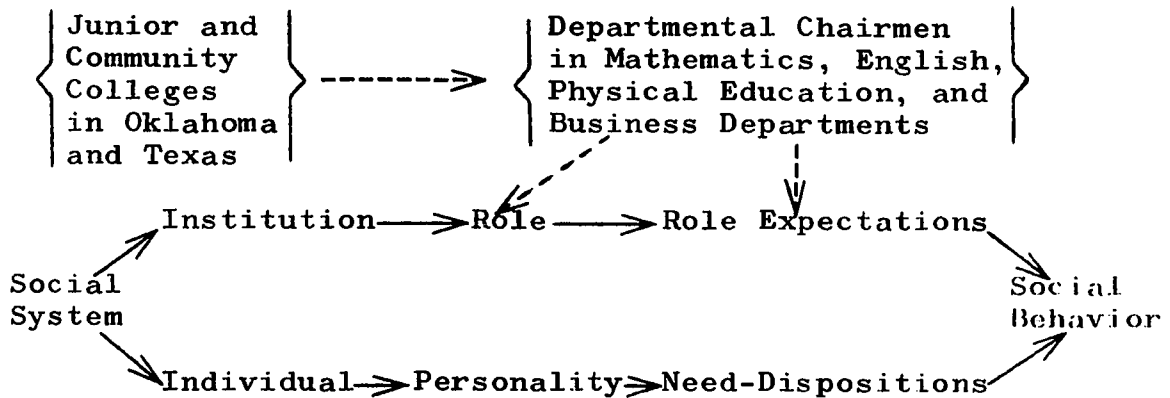 Junior and
Community
Colleges
in Oklahoma
and Texas
Departmental Chairmen
in Mathematics, English,
Physical Education, and
Business Departments
Institution Role Role Expectations
Social
System
Social
Behavior
Individual Personality Need-Dispositions